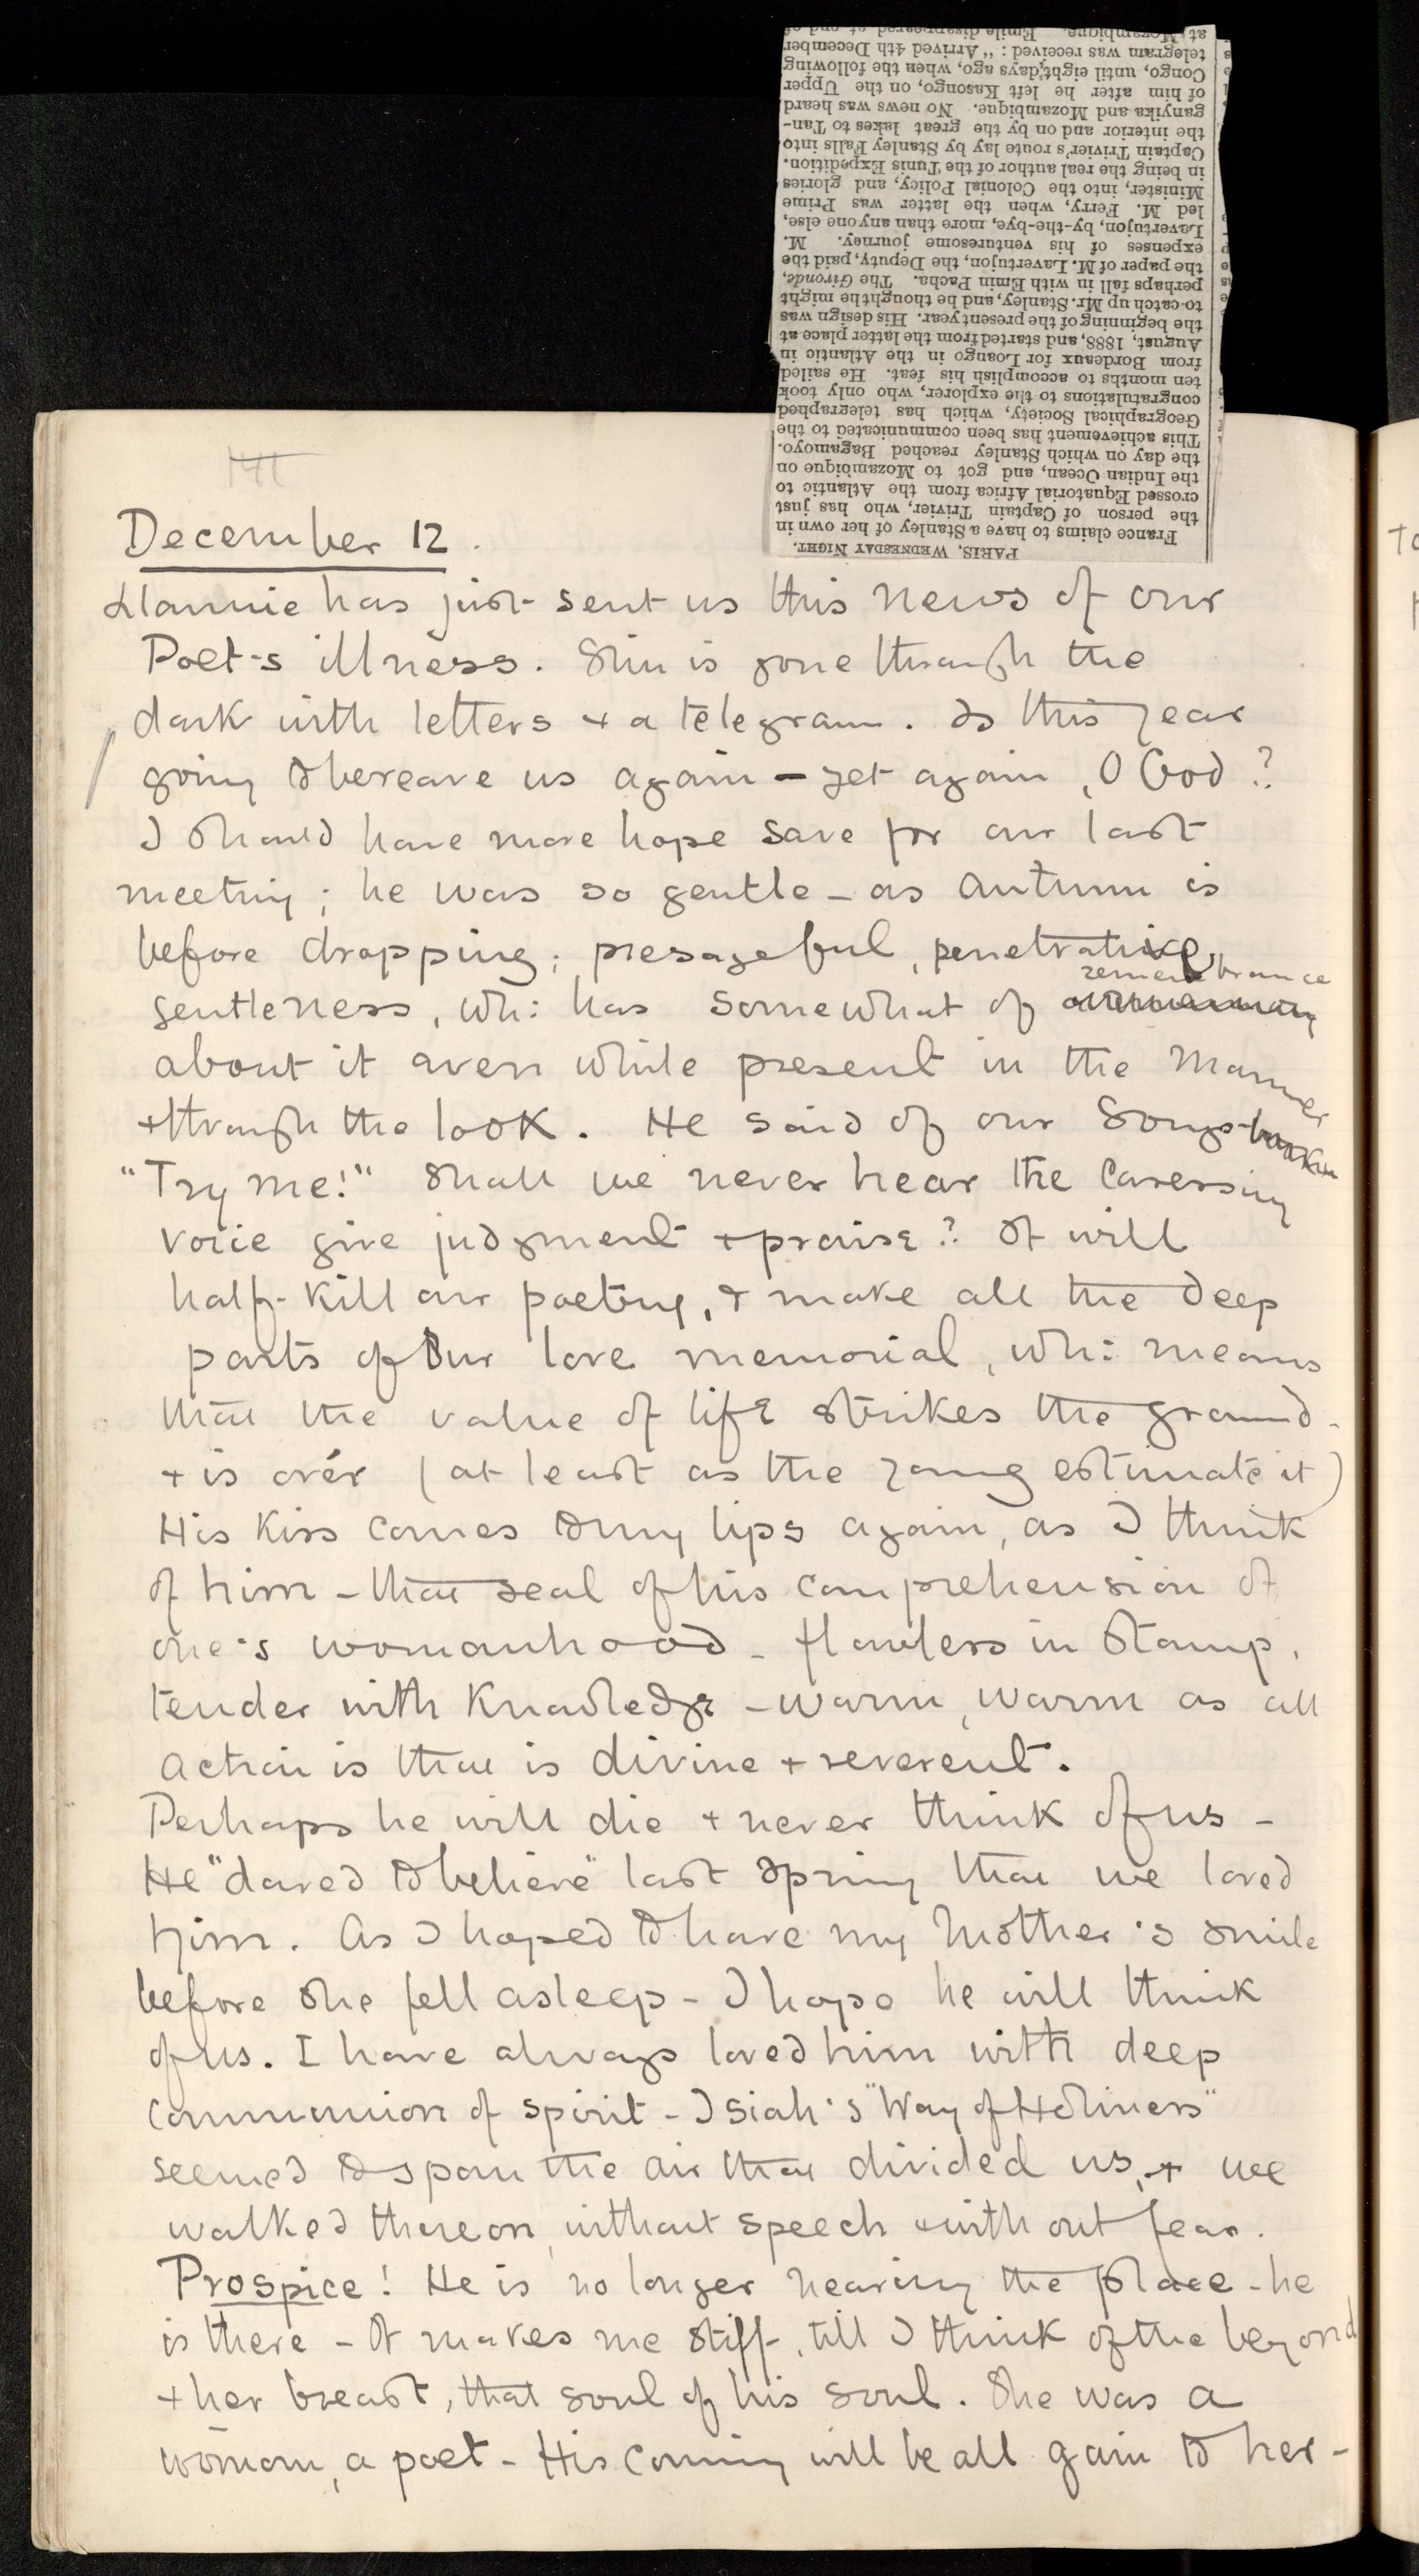 PARIS, WEDNESDAY NIGHT.
France claims to have a Stanley of her own in
the person of Captain Trivier, who has just
crossed Equatorial Africa from the Atlantic to
the Indian Ocean, and got to Mozambique on
the day on which Stanley reached Bagamoyo.
This achievement has been communicated to the
Geographical Society, which has telegraphed
congratulations to the explorer, who only took
ten months to accomplish his feat. He sailed
from Bordeaux for Loango in the Atlantic in
August, 1888, and started from the latter place at
the beginning of the present year. His design was
to catch up Mr. Stanley, and he thought he might
perhaps fall in with Emin Pacha. The Gironde,
the paper of M. Lavertujon, the Deputy, paid the
expenses of his venturesome journey. M.
Lavertujon, by-the-bye, more than anyone else,
led M. Ferry, when the latter was Prime
Minister, into the Colonial Policy, and glories
in being the real author of the Tunis Expedition.
Captain Trivier's route lay by Stanley Falls into
the interior and on by the great lakes to Tan-
ganyika and Mozambique. No news was heard
of him after he left Kasongo, on the Upper
Congo, until eight days ago, when the following
telegram was received: "Arrived 4th December
at Mozambique. Emile disappeared at end of
December 12.
has just sent us this news of our
Poet's illness. Sim is gone through the
dark with letters + a telegram. Is this year
going to bereave us again - yet again, O God?
I should have more hope save for our last
meeting; he was so gentle - as autumn is
before dropping; presageful, penetrative,
remembrance
gentleness, wh: has somewhat of
about it even while present in the manner
+ through the look. He said of our Songs
"Try me!" Shall we never hear the caressing
voice give judgment + praise? It will
half-kill our poetry, & make all the deep
parts of our love memorial, wh: means
that the value of life strikes the ground -
+ is over (at least as the young estimate it)
His kiss comes to my lips again, as I think
of him - that seal of his comprehension of
one's womanhood - flawless in stamp,
tender with knowledge - warm, warm as all
action is that is divine + reverent.
Perhaps he will die + never think of us -
He "dared to believe" last spring that we loved
him. As I hoped to have my Mother's smile
before she fell asleep - I hope he will think
of us. I have always loved him with deep
communion of spirit - Isiah's "Way of Holiness"
seemed to span the air that divided us, + we
walked thereon, without speech + without fear.
Prospice! He is no longer nearing the place - he
is there - It makes me stiff, till I think of the beyond
+ her breast, that soul of his soul. She was a
woman, a poet - His coming will be all gain to her -